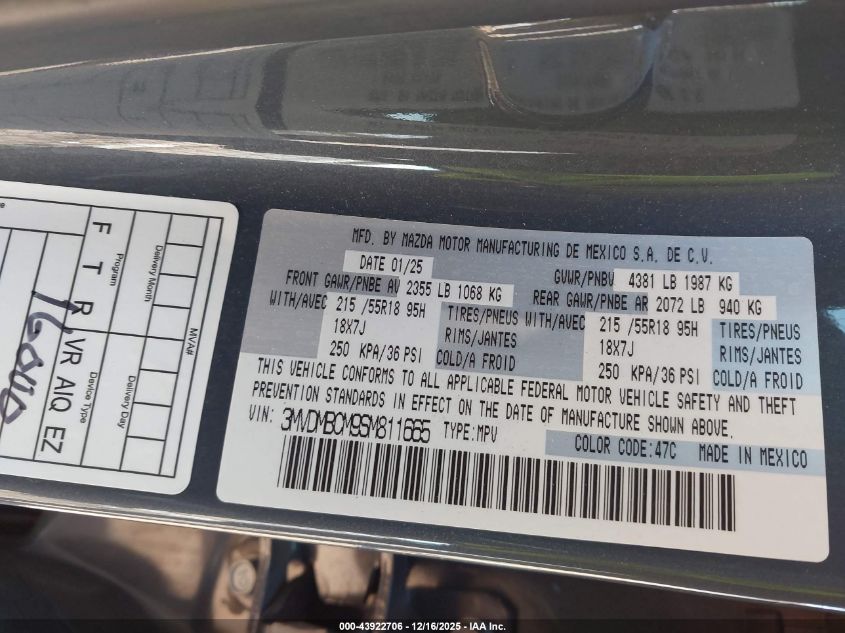 MFD. BY MAZDA MOTOR MANUFACTURING DE MEXICO S.A. DE C.V.
DATE 01/25 GVWR/PNBV 4381 LB 1987 KG
FRONT GAWR/PNBE AV 2355 LB 1068 KG REAR GAWR/PNBE AR 2072 LB 940 KG
WITH/AVEC 215 /55R18 95H TIRES/PNEUS WITH/AVEC 215 /55R18 95H TIRES/PNEUS
18X7J RIMS/JANTES 18X7J RIMS/JANTES
250 KPA/36 PSI COLD/A FROID 250 KPA/36 PSI COLD/A FROID
THIS VEHICLE CONFORMS TO ALL APPLICABLE FEDERAL MOTOR VEHICLE SAFETY AND THEFT
PREVENTION STANDARDS IN EFFECT ON THE DATE OF MANUFACTURE SHOWN ABOVE.
VIN: 3MVDMBCM9SM811665 TYPE:MPV
COLOR CODE:47C MADE IN MEXICO
MVA#
Delivery Month
Delivery Day
Program
Device Type
F T R VR AIQ EZ
000-43922706 - 12/16/2025 - IAA Inc.